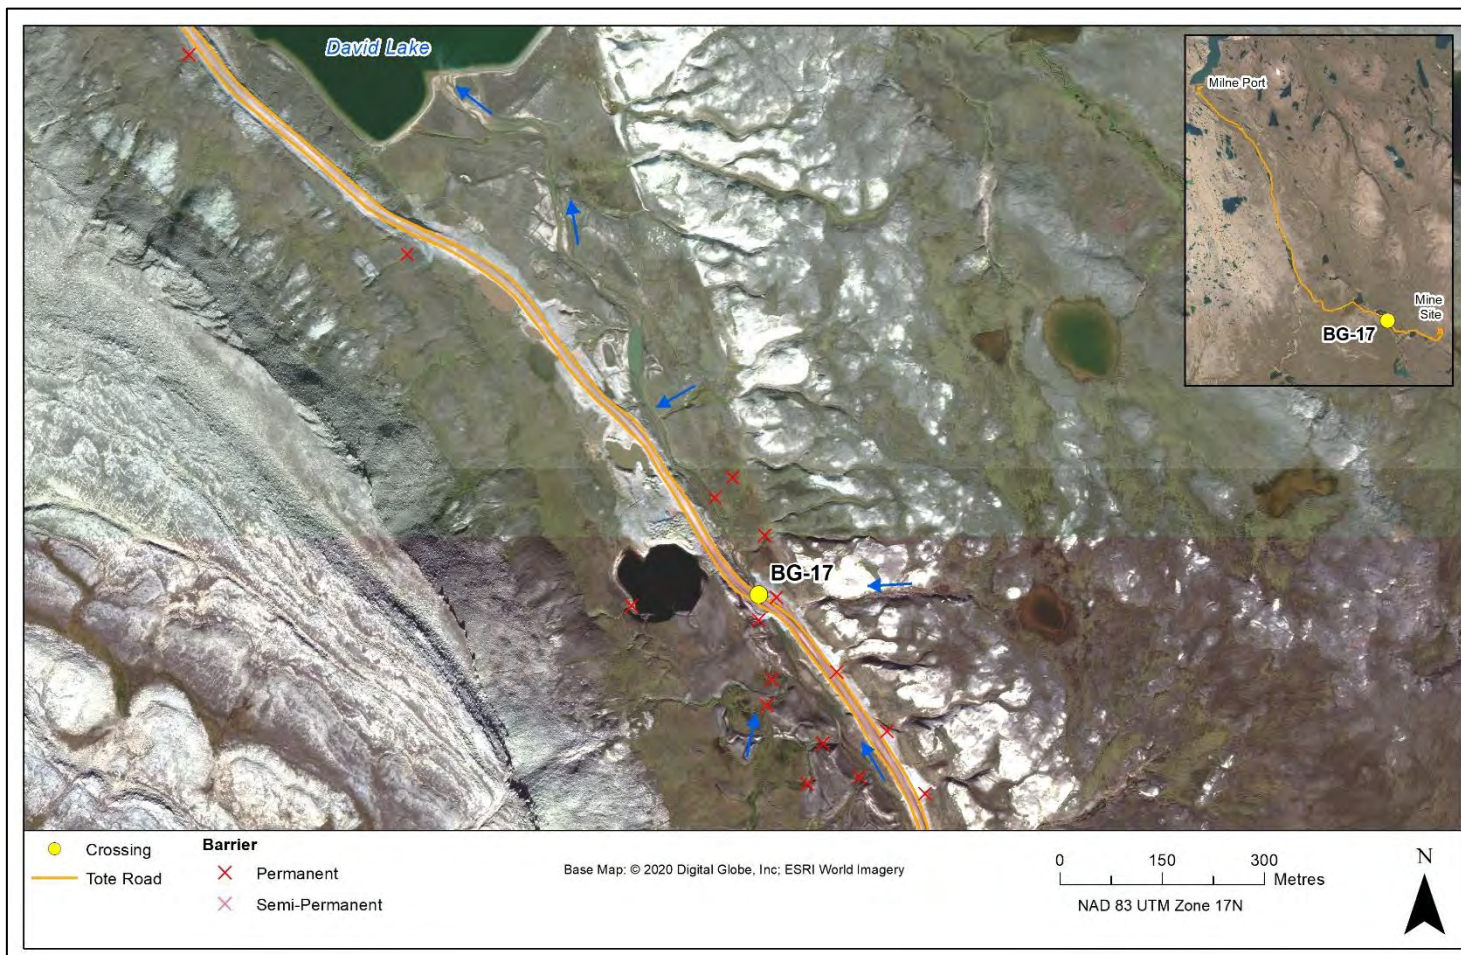 David Lake
Milne Port
Mine
Site
BG-17
BG-17
Crossing
Tote Road
Barrier
Permanent
Semi-Permanent
Base Map: © 2020 Digital Globe, Inc; ESRI World Imagery
0 150 300
Metres
NAD 83 UTM Zone 17N
N